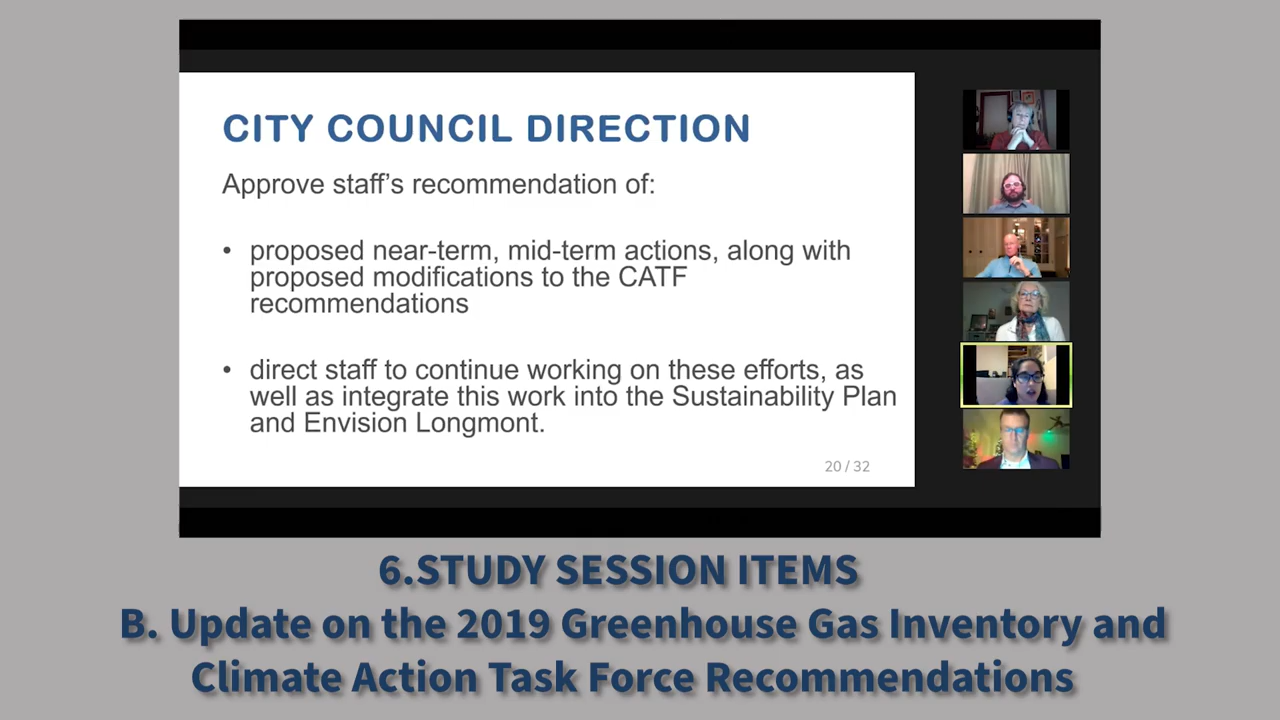 CITY COUNCIL DIRECTION
Approve staff's recommendation of:
• proposed near-term, mid-term actions, along with
proposed modifications to the CATF
recommendations
• direct staff to continue working on these efforts, as
well as integrate this work into the Sustainability Plan
and Envision Longmont.
20 / 32
6.STUDY SESSION ITEMS
B. Update on the 2019 Greenhouse Gas Inventory and
Climate Action Task Force Recommendations